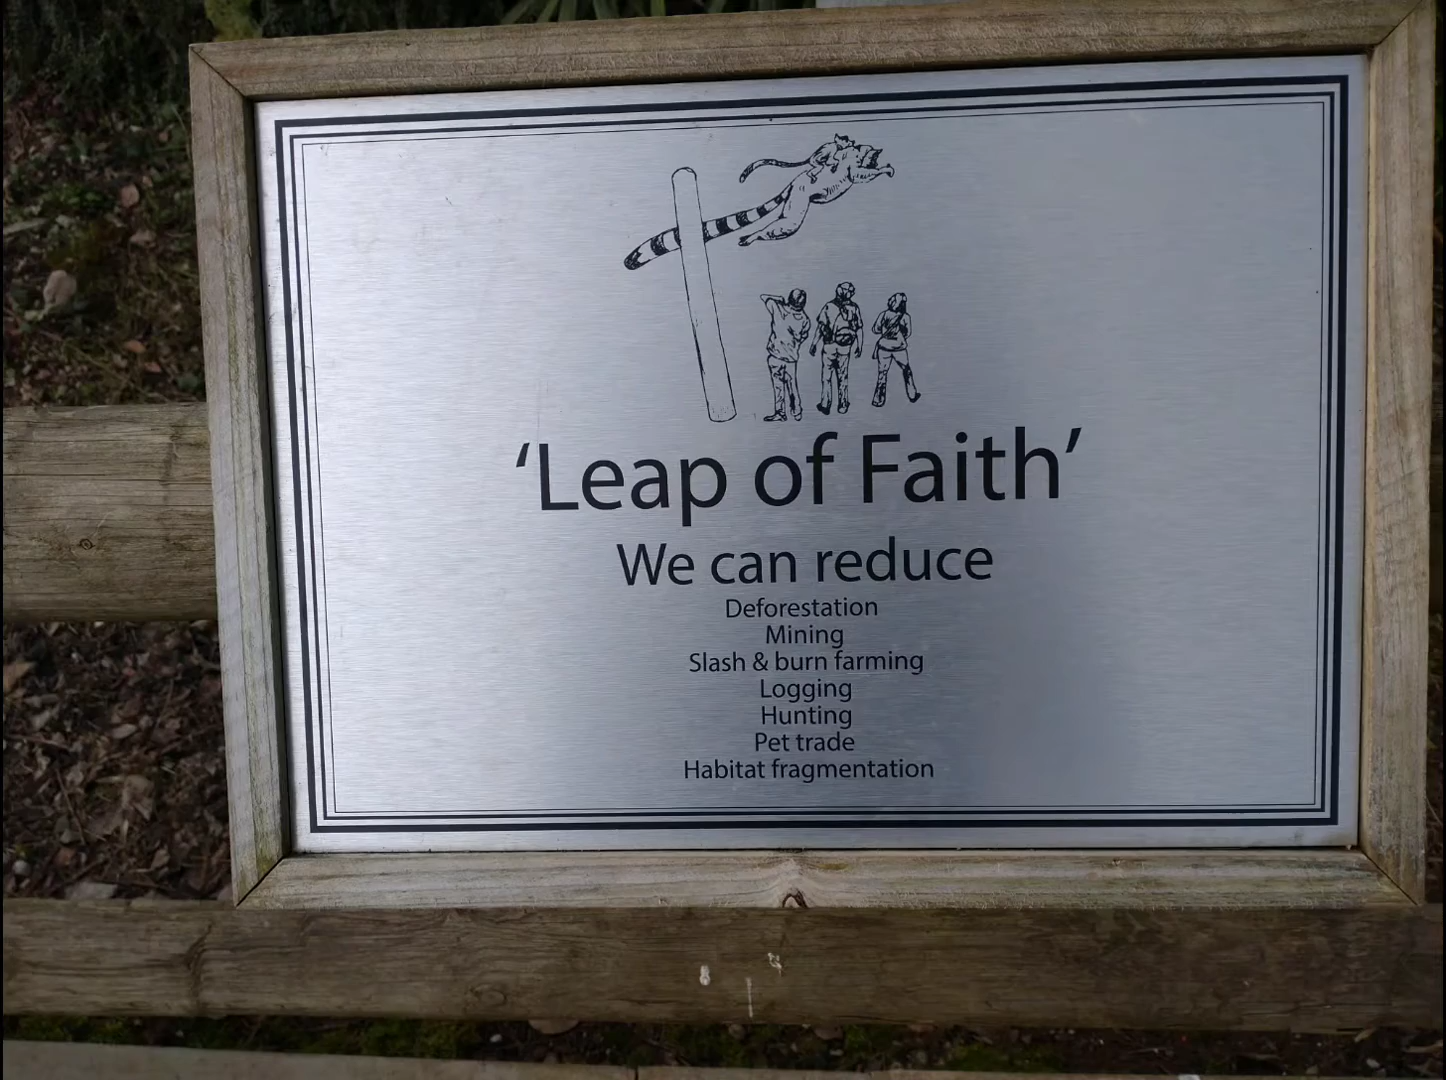 ‘Leap of Faith’
We can reduce
Deforestation
Mining
Slash & burn farming
Logging
Hunting
Pet trade
Habitat fragmentation